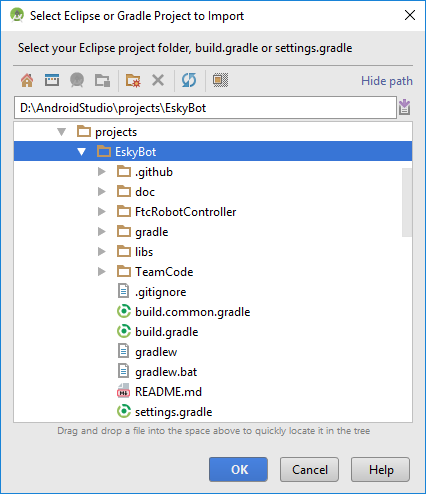 Select Eclipse or Gradle Project to Import
Select your Eclipse project folder, build.gradle or settings.gradle
Hide path
D:\AndroidStudio\projects\EskyBot
projects
EskyBot
.github
doc
FtcRobotController
gradle
libs
TeamCode
.gitignore
build.common.gradle
build.gradle
gradlew
gradlew.bat
README.md
settings.gradle
Drag and drop a file into the space above to quickly locate it in the tree
OK Cancel Help